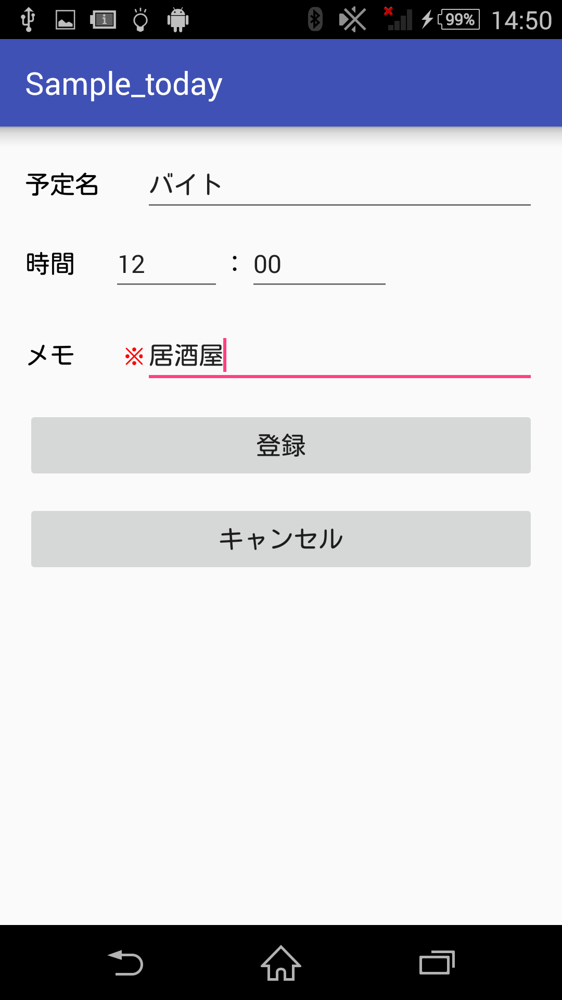 99% 14:50
Sample_today
予定名 バイト
時間 12 : 00
メモ ※ 居酒屋
登録
キャンセル